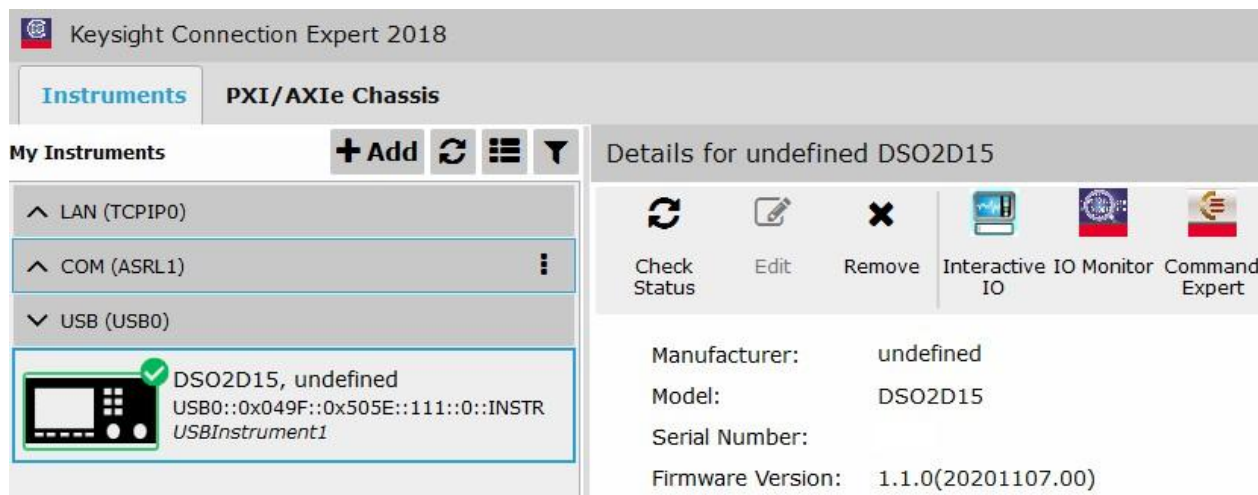 Keysight Connection Expert 2018
Instruments PXI/AXIe Chassis
My Instruments
Add
LAN (TCPIP0)
COM (ASRL1)
USB (USB0)
DSO2D15, undefined
USB0::0x049F::0x505E::111::0::INSTR
USBInstrument1
Details for undefined DSO2D15
Check Status
Edit
Remove
Interactive IO
IO Monitor
Command Expert
Manufacturer: undefined
Model: DSO2D15
Serial Number:
Firmware Version: 1.1.0(20201107.00)